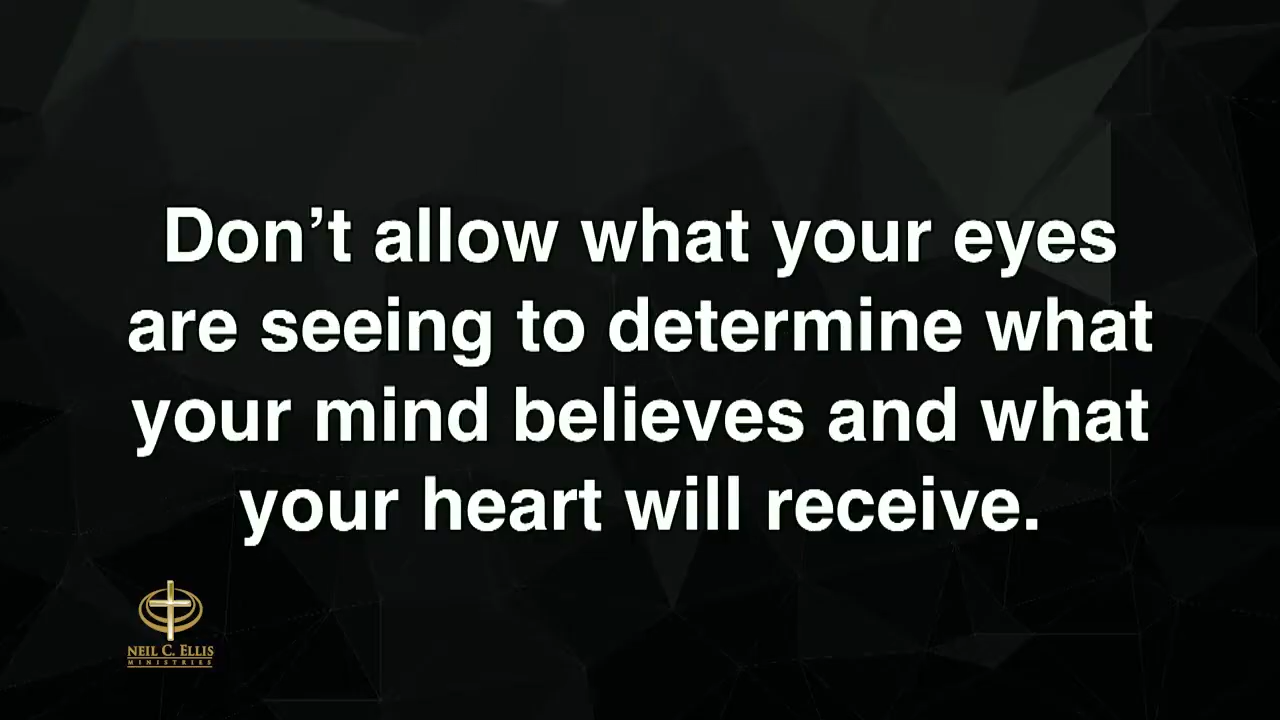 Don’t allow what your eyes
are seeing to determine what
your mind believes and what
your heart will receive.
NEIL C. ELLIS
MINISTRIES